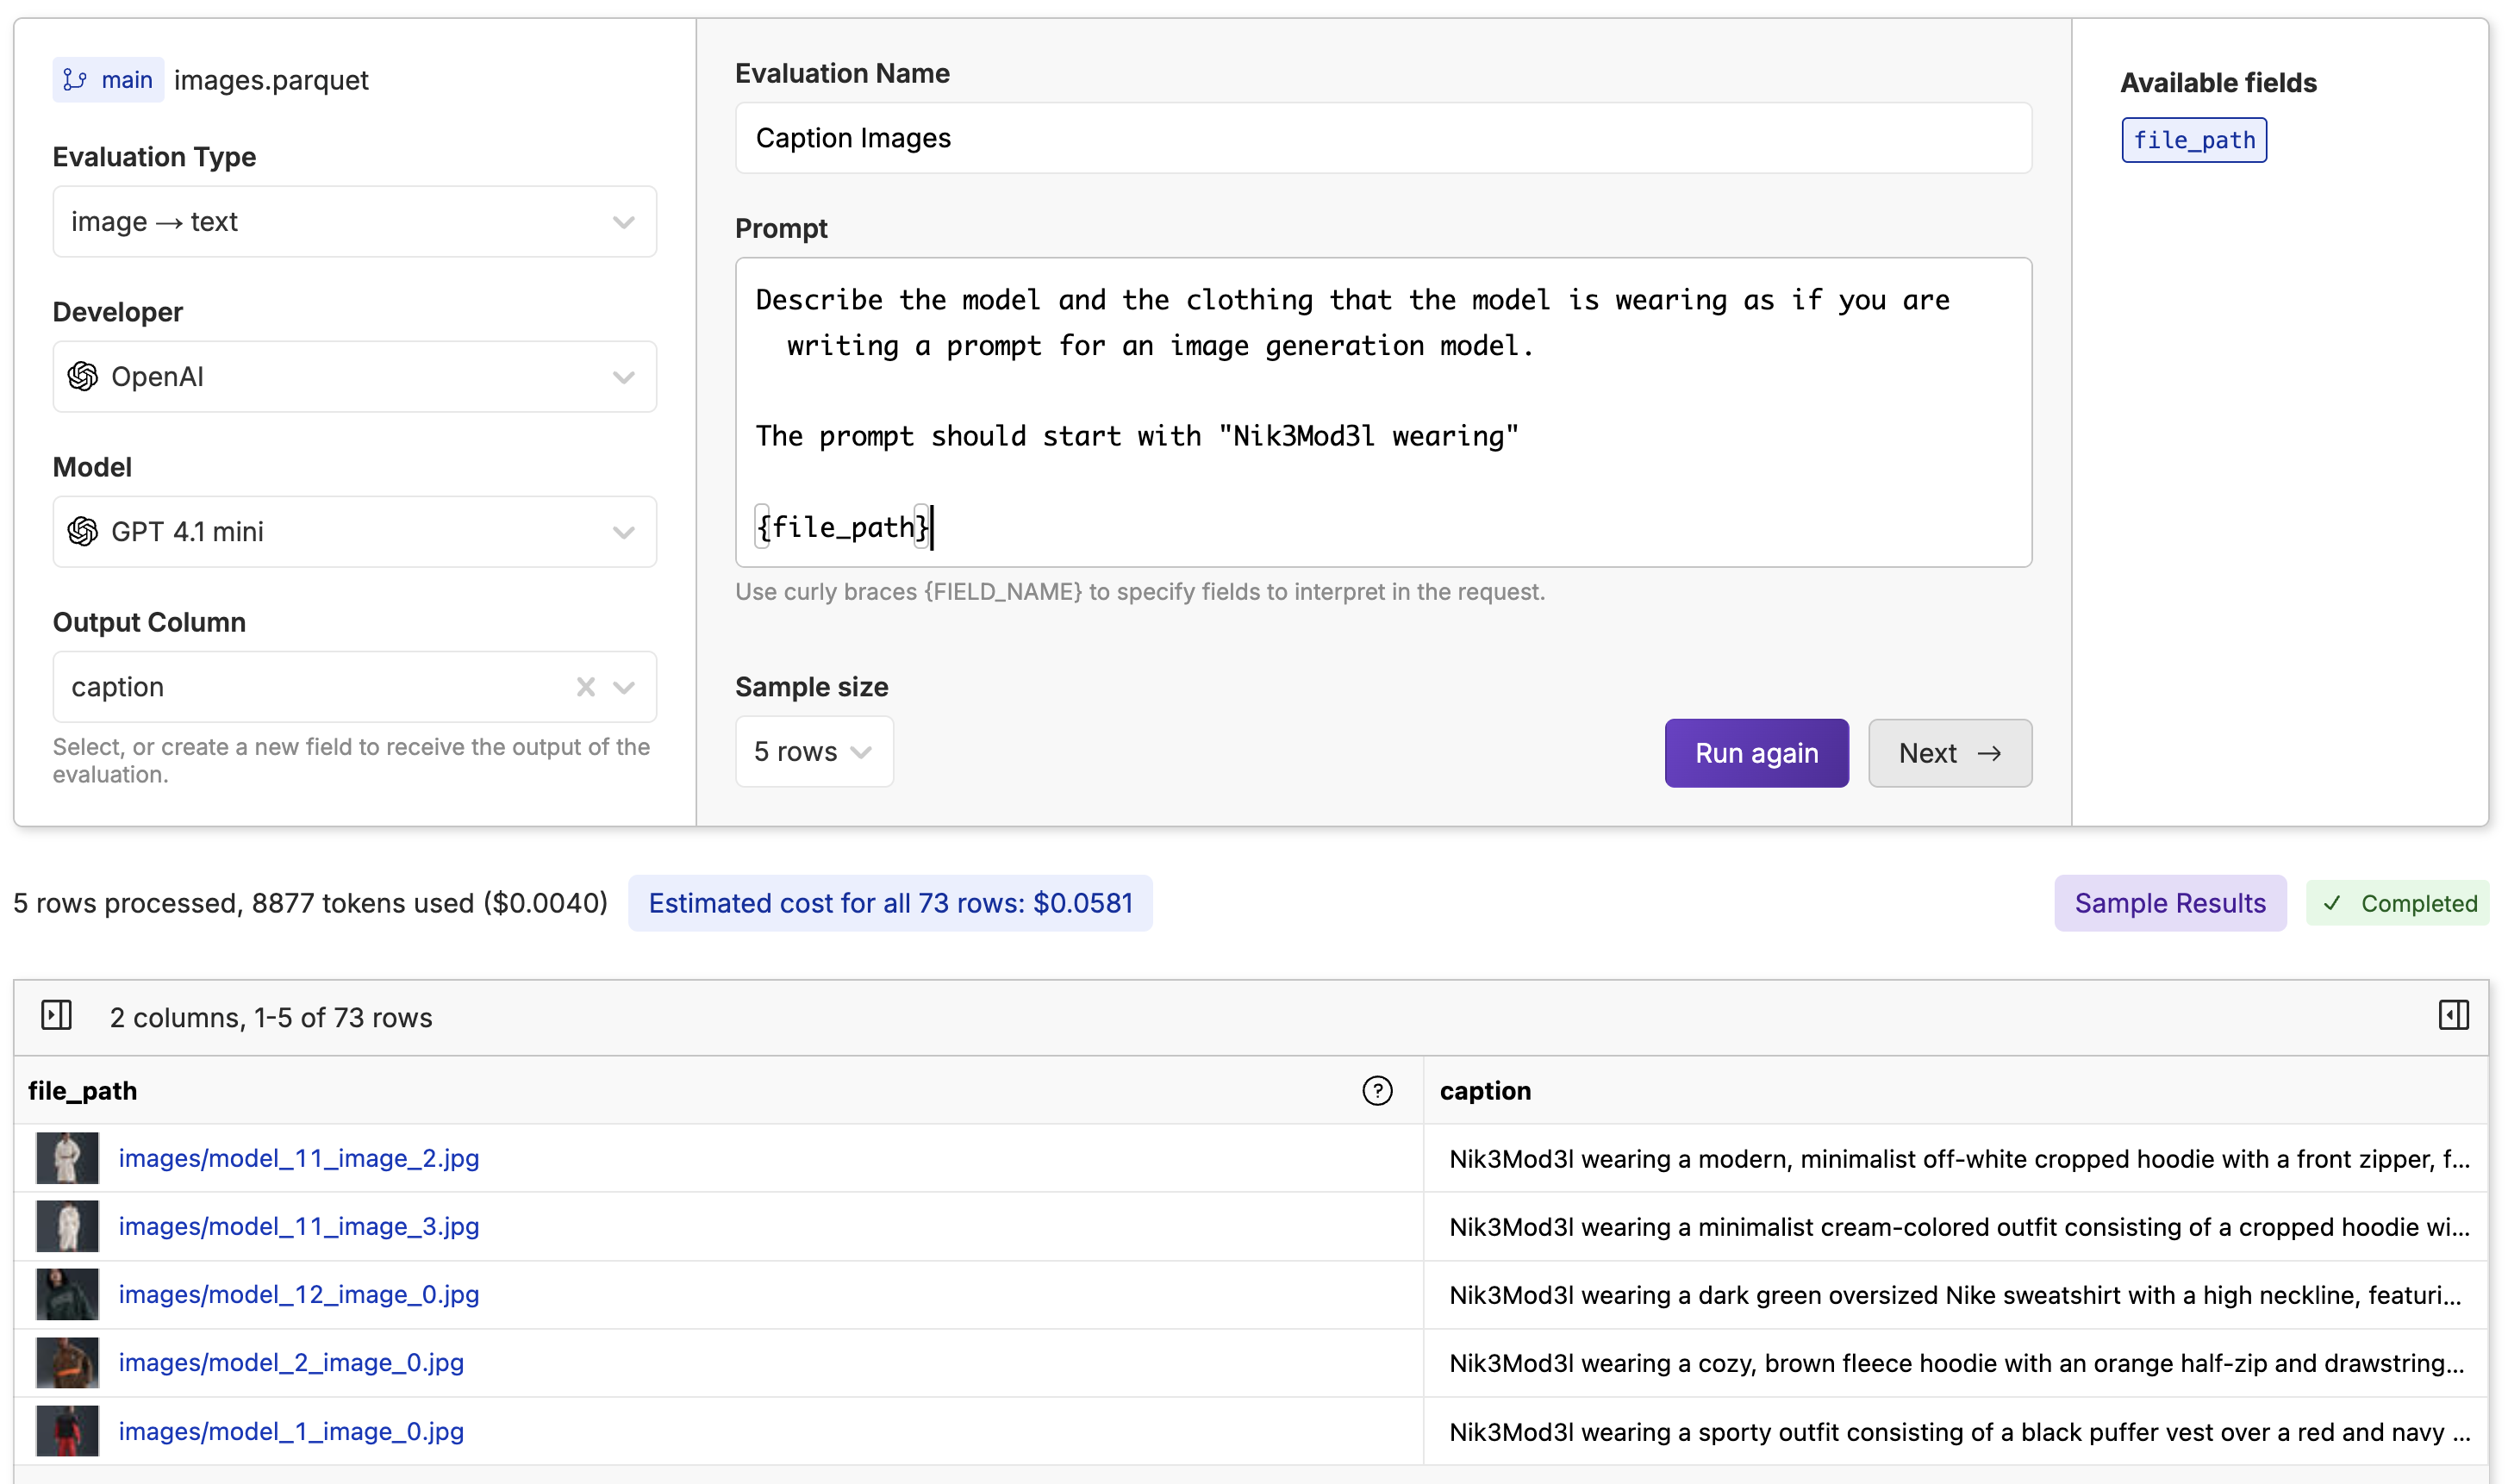 main images.parquet
Evaluation Type
image → text
Developer
OpenAI
Model
GPT 4.1 mini
Output Column
caption
Select, or create a new field to receive the output of the
evaluation.
Evaluation Name
Caption Images
Prompt
Describe the model and the clothing that the model is wearing as if you are
writing a prompt for an image generation model.
The prompt should start with "Nik3Mod3l wearing"
{file_path}
Use curly braces {FIELD_NAME} to specify fields to interpret in the request.
Sample size
5 rows
Run again
Next →
Available fields
file_path
5 rows processed, 8877 tokens used ($0.0040)
Estimated cost for all 73 rows: $0.0581
Sample Results
✓ Completed
2 columns, 1-5 of 73 rows
file_path ? caption
images/model_11_image_2.jpg Nik3Mod3l wearing a modern, minimalist off-white cropped hoodie with a front zipper, f...
images/model_11_image_3.jpg Nik3Mod3l wearing a minimalist cream-colored outfit consisting of a cropped hoodie wi...
images/model_12_image_0.jpg Nik3Mod3l wearing a dark green oversized Nike sweatshirt with a high neckline, featuri...
images/model_2_image_0.jpg Nik3Mod3l wearing a cozy, brown fleece hoodie with an orange half-zip and drawstring...
images/model_1_image_0.jpg Nik3Mod3l wearing a sporty outfit consisting of a black puffer vest over a red and navy ...